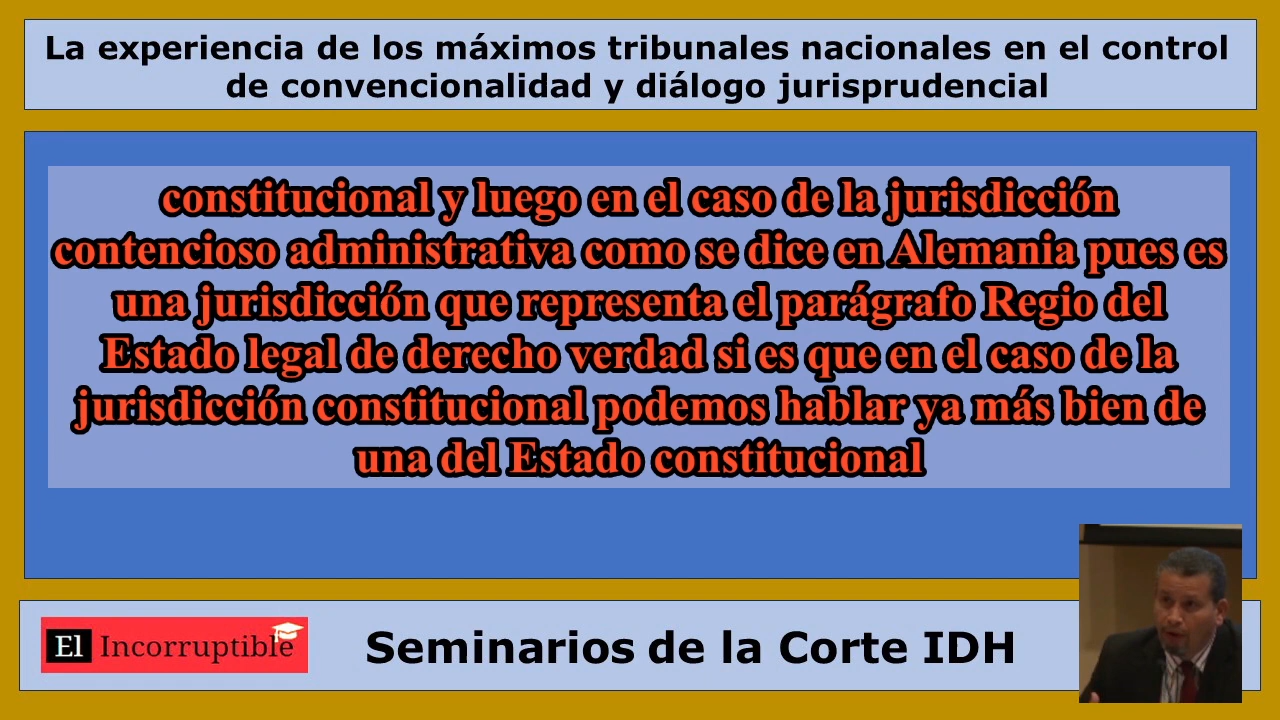 La experiencia de los máximos tribunales nacionales en el control
de convencionalidad y diálogo jurisprudencial
constitucional y luego en el caso de la jurisdicción
contencioso administrativa como se dice en Alemania pues es
una jurisdicción que representa el parágrafo Regio del
Estado legal de derecho verdad si es que en el caso de la
jurisdicción constitucional podemos hablar ya más bien de
una del Estado constitucional
El Incorruptible
Seminarios de la Corte IDH